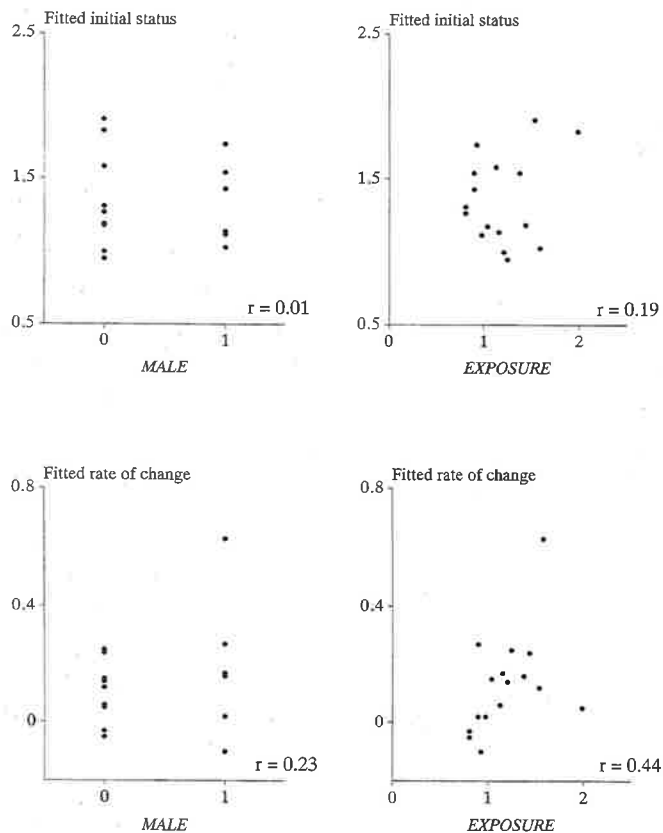 Fitted initial status
2.5
1.5
0.5
0 1
r = 0.01
MALE
Fitted initial status
2.5
1.5
0.5
1 2
r = 0.19
EXPOSURE
Fitted rate of change
0.8
0.4
0
0 1
r = 0.23
MALE
Fitted rate of change
0.8
0.4
0
0 1 2
r = 0.44
EXPOSURE